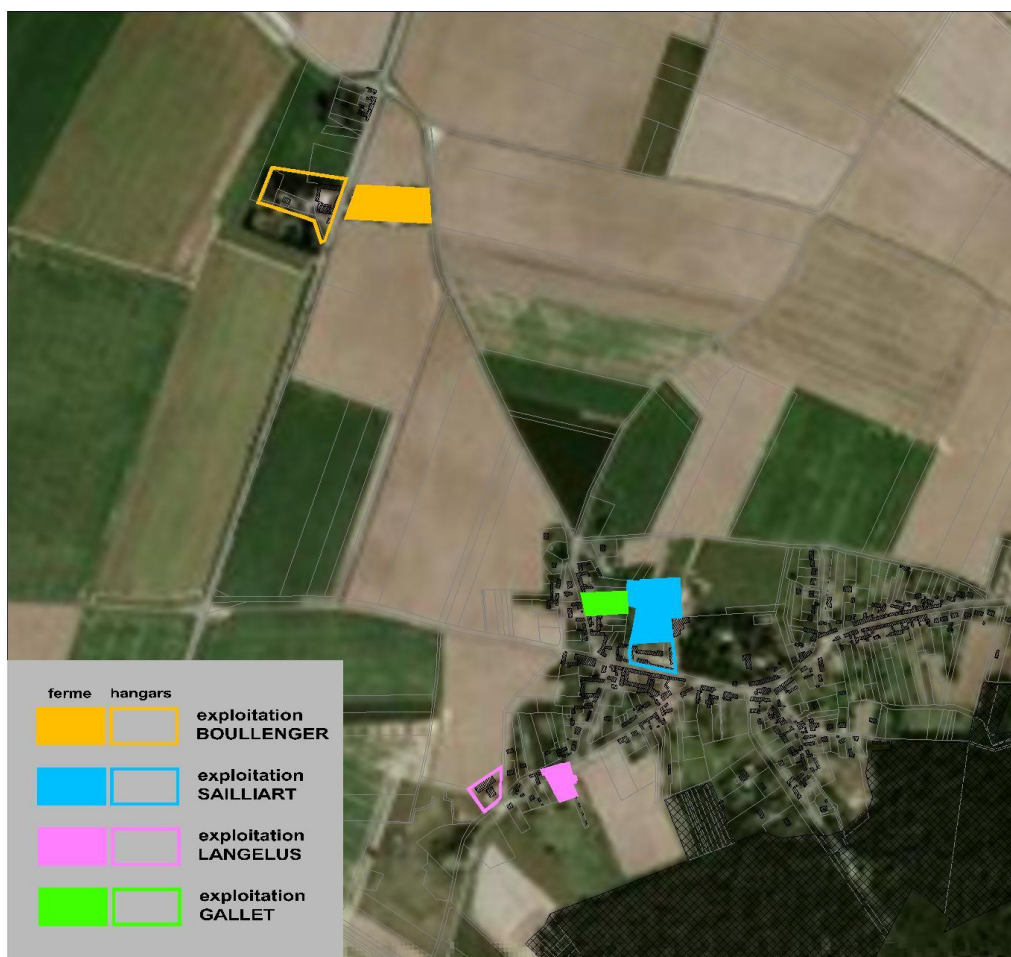 ferme hangars
exploitation
BOULLENGER
exploitation
SAILLIART
exploitation
LANGELUS
exploitation
GALLET